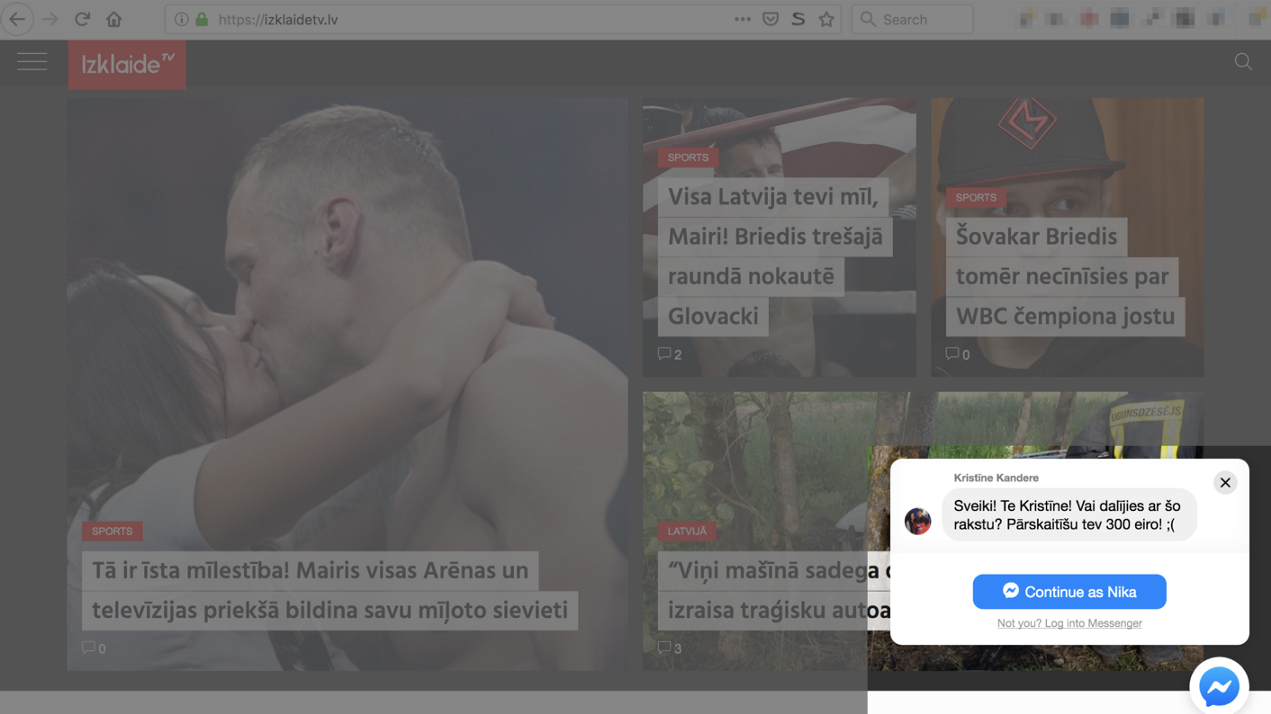 https://izklaidetv.lv
Search
Izklaide TV
SPORTS
Visa Latvija tevi mīl,
Mairi! Briedis trešajā
raundā nokautē
Glovacki
2
SPORTS
Šovakar Briedis
tomēr necīnīsies par
WBC čempiona jostu
0
SPORTS
Tā ir īsta mīlestība! Mairis visas Arēnas un
televīzijas priekšā bildina savu mīļoto sievieti
0
UGUNSDZĒSĒJS
LATVIJĀ
“Viņi mašīnā sadega
izraisa traģisku
3
Kristīne Kandere
Sveiki! Te Kristīne! Vai dalījies ar šo
rakstu? Pārskaitīšu tev 300 eiro! ;(
Continue as Nika
Not you? Log into Messenger